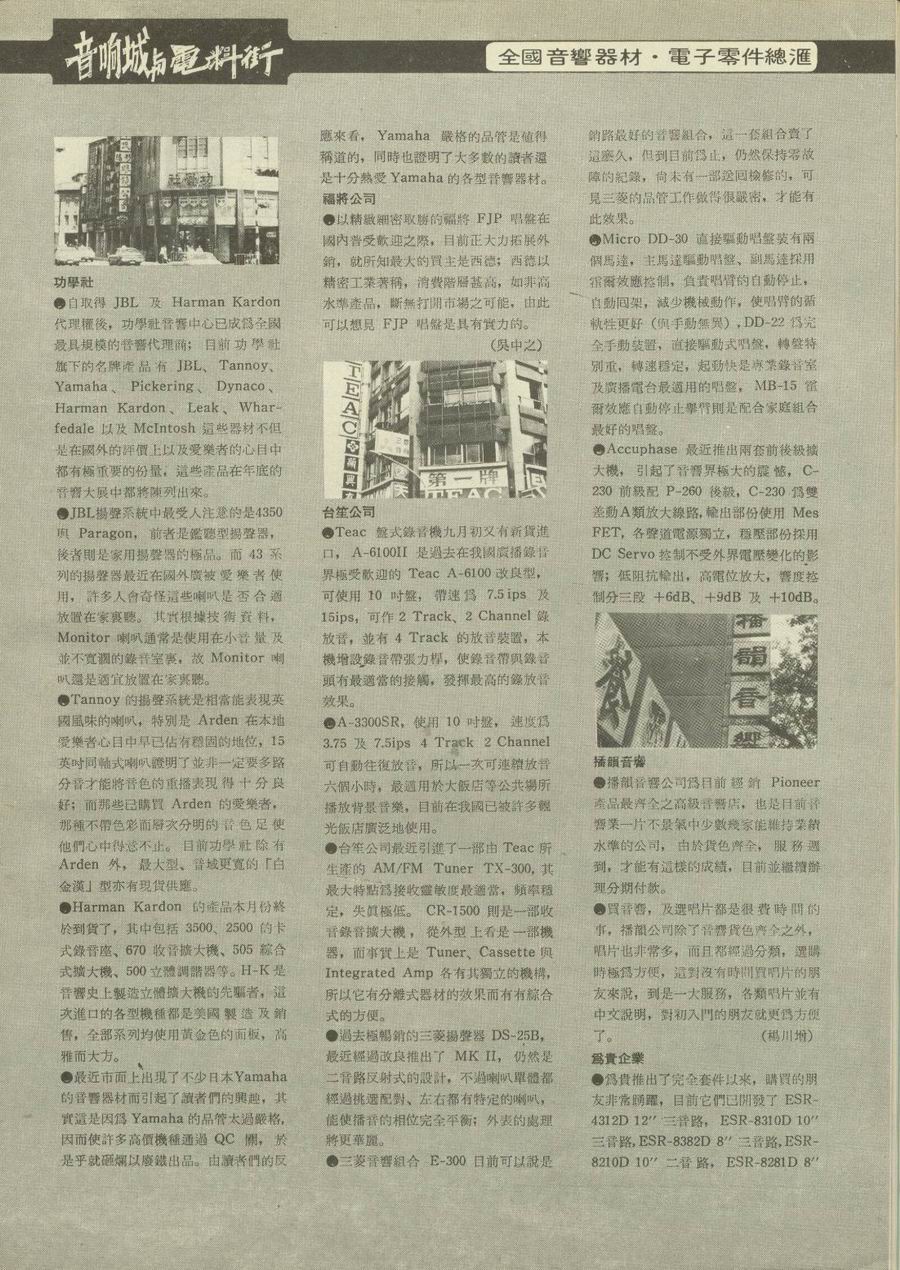 音响城与電料街
全國音響器材・電子零件總滙
功學社
●自取得 JBL 及 Harman Kardon
代理權後，功學社音響中心已成爲全國
最具規模的音響代理商；目前功學社
旗下的名牌產品有 JBL、Tannoy、
Yamaha、Pickering、Dynaco、
Harman Kardon、Leak、Whar-
fedale 以及 McIntosh 這些器材不但
是在國外的評價上以及愛樂者的心目中
都有極重要的份量，這些產品在年底的
音響大展中都將陳列出來。
●JBL揚聲系統中最受人注意的是4350
與 Paragon，前者是鑑聽型揚聲器，
後者則是家用揚聲器的極品。而 43 系
列的揚聲器最近在國外廣被愛樂者使
用，許多人會奇怪這些喇叭是否合適
放置在家裏聽。其實根據技術資料，
Monitor 喇叭通常是使用在小音量及
並不寬濶的錄音室裏，故 Monitor 喇
叭還是適宜放置在家裏聽。
●Tannoy 的揚聲系統是相當能表現英
國風味的喇叭，特別是 Arden 在本地
愛樂者心目中早已佔有穩固的地位，15
英吋同軸式喇叭證明了並非一定要多路
分音才能將音色的重播表現得十分良
好；而那些已購買 Arden 的愛樂者，
那種不帶色彩而層次分明的音色足使
他們心中得意不止。目前功學社除有
Arden 外，最大型、音域更寬的「白
金漢」型亦有現貨供應。
●Harman Kardon 的產品本月份終
於到貨了，其中包括 3500、2500 的卡
式錄音座、670 收音擴大機、505 綜合
式擴大機、500 立體調諧器等。H-K 是
音響史上製造立體擴大機的先驅者，這
次進口的各型機種都是美國製造及銷
售，全部系列均使用黃金色的面板，高
雅而大方。
●最近市面上出現了不少日本Yamaha
的音響器材而引起了讀者們的興趣，其
實這是因爲 Yamaha 的品管太過嚴格，
因而使許多高價機種通過 QC 關，於
是乎就砸爛以廢鐵出品。由讀者們的反
應來看，Yamaha 嚴格的品管是値得
稱道的，同時也證明了大多數的讀者還
是十分熱愛 Yamaha 的各型音響器材。
福將公司
●以精緻細密取勝的福將 FJP 唱盤在
國內普受歡迎之際，目前正大力拓展外
銷，就所知最大的買主是西德；西德以
精密工業著稱，消費階層甚高，如非高
水準產品，斷無打開市場之可能，由此
可以想見 FJP 唱盤是具有實力的。
（吳中之）
TEAC
第一牌
TEAC
台笙公司
●Teac 盤式錄音機九月初又有新貨進
口，A-6100II 是過去在我國廣播錄音
界極受歡迎的 Teac A-6100 改良型，
可使用 10 吋盤，帶速爲 7.5 ips 及
15ips，可作 2 Track、2 Channel 錄
放音，並有 4 Track 的放音裝置，本
機增設錄音帶張力桿，使錄音帶與錄音
頭有最適當的接觸，發揮最高的錄放音
效果。
●A-3300SR，使用 10 吋盤，速度爲
3.75 及 7.5ips 4 Track 2 Channel
可自動往復放音，所以一次可連續放音
六個小時，最適用於大飯店等公共場所
播放背景音樂，目前在我國已被許多觀
光飯店廣泛地使用。
●台笙公司最近引進了一部由 Teac 所
生產的 AM/FM Tuner TX-300，其
最大特點爲接收靈敏度最適當，頻率穩
定，失眞極低。 CR-1500 則是一部收
音錄音擴大機，從外型上看是一部機
器，而事實上是 Tuner、Cassette 與
Integrated Amp 各有其獨立的機構，
所以它有分離式器材的效果而有有綜合
式的方便。
●過去極暢銷的三菱揚聲器 DS-25B，
最近經過改良推出了 MK II， 仍然是
二音路反射式的設計，不過喇叭單體都
經過挑選配對、左右都有特定的喇叭，
能使播音的相位完全平衡；外表的處理
將更華麗。
●三菱音響組合 E-300 目前可以說是
銷路最好的音響組合，這一套組合賣了
這麽久，但到目前爲止，仍然保持零故
障的紀錄，尙未有一部送回檢修的，可
見三菱的品管工作做得很嚴密，才能有
此效果。
●Micro DD-30 直接驅動唱盤裝有兩
個馬達，主馬達驅動唱盤、副馬達採用
霍爾效應控制，負責唱臂的自動停止，
自動回架，減少機械動作，使唱臂的循
軌性更好（與手動無異），DD-22 爲完
全手動裝置，直接驅動式唱盤，轉盤特
別重，轉速穩定，起動快是專業錄音室
及廣播電台最適用的唱盤， MB-15 霍
爾效應自動停止舉臂則是配合家庭組合
最好的唱盤。
●Accuphase 最近推出兩套前後級擴
大機，引起了音響界極大的震憾，C-
230 前級配 P-260 後級，C-230 爲雙
差動A類放大線路，輸出部份使用 Mes
FET，各聲道電源獨立，穩壓部份採用
DC Servo 控制不受外界電壓變化的影
響；低阻抗輸出，高電位放大，響度控
制分三段 +6dB、+9dB 及 +10dB。
播韻音響
播韻音響
●播韻音響公司爲目前經銷 Pioneer
產品最齊全之高級音響店，也是目前音
響業一片不景氣中少數幾家能維持業績
水準的公司，由於貨色齊全，服務週
到，才能有這樣的成績，目前並繼續辦
理分期付款。
●買音響，及選唱片都是很費時間的
事，播韻公司除了音響貨色齊全之外，
唱片也非常多，而且都經過分類，選購
時極爲方便，這對沒有時間買唱片的朋
友來說，到是一大服務，各類唱片並有
中文說明，對初入門的朋友就更爲方便
了。 （楊川增）
爲貴企業
●爲貴推出了完全套件以來，購買的朋
友非常踴躍，目前它們已開發了 ESR-
4312D 12″ 三音路， ESR-8310D 10″
三音路，ESR-8382D 8″ 三音路，ESR-
8210D 10″ 二音路， ESR-8281D 8″